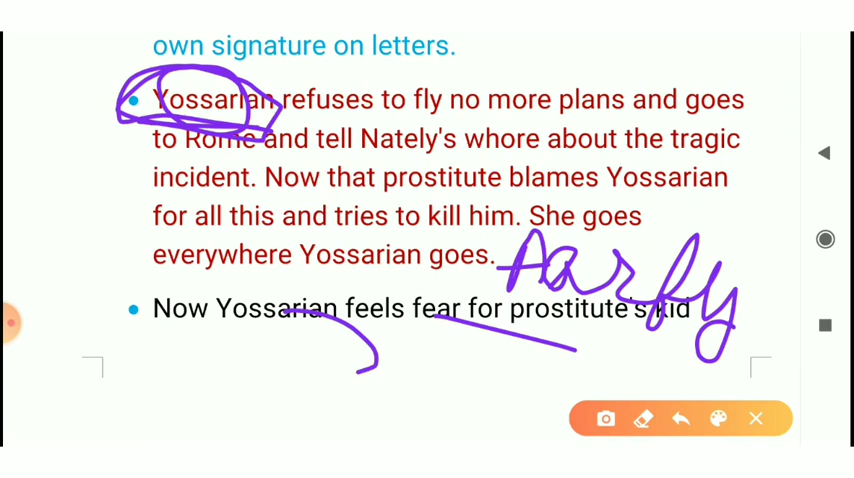 own signature on letters.
Yossarian refuses to fly no more plans and goes
to Rome and tell Nately's whore about the tragic
incident. Now that prostitute blames Yossarian
for all this and tries to kill him. She goes
everywhere Yossarian goes.
Aarfy
Now Yossarian feels fear for prostitute's kid